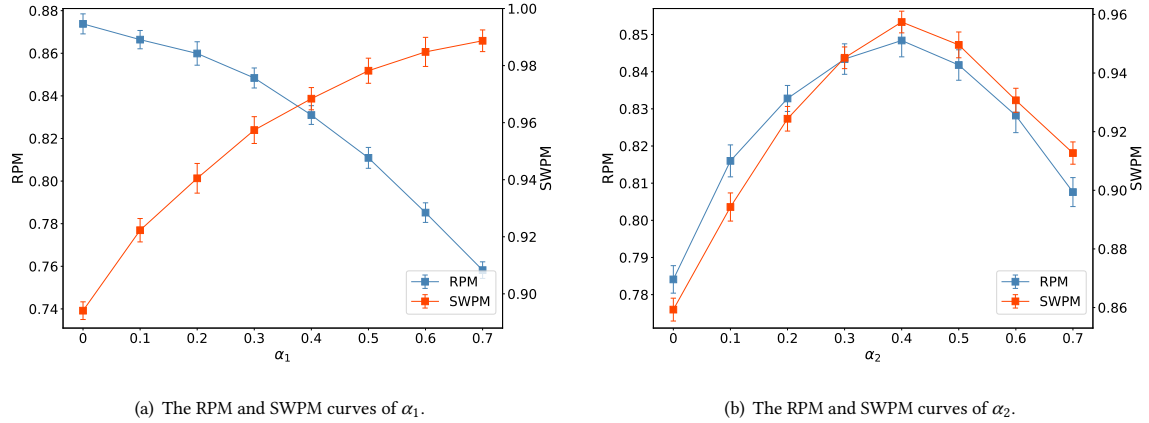 RPM
0.88
0.86
0.84
0.82
0.80
0.78
0.76
0.74
1.00
0.98
0.96
0.94
0.92
0.90
SWPM
0 0.1 0.2 0.3 0.4 0.5 0.6 0.7
α1
RPM
SWPM
(a) The RPM and SWPM curves of α1.
RPM
0.85
0.84
0.83
0.82
0.81
0.80
0.79
0.78
0.96
0.94
0.92
0.90
0.88
0.86
SWPM
0 0.1 0.2 0.3 0.4 0.5 0.6 0.7
α2
RPM
SWPM
(b) The RPM and SWPM curves of α2.